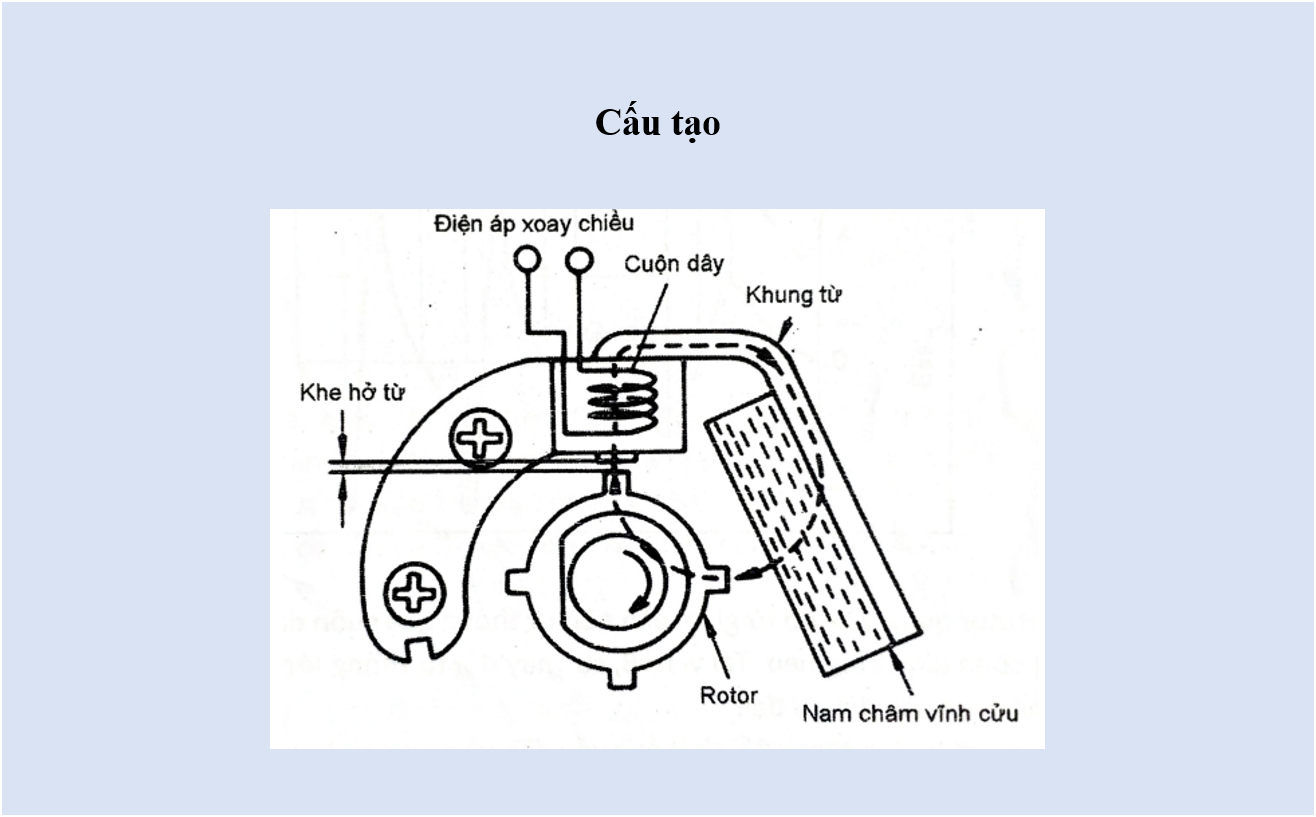 Cấu tạo
Điện áp xoay chiều
Cuộn dây
Khung từ
Khe hở từ
Rotor
Nam châm vĩnh cửu